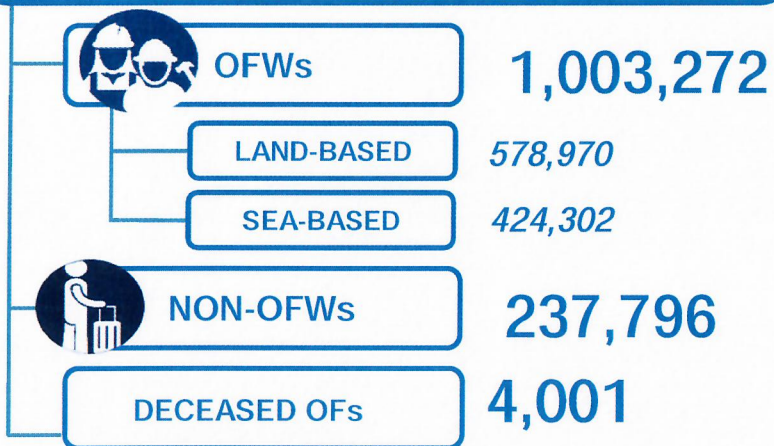 OFWs 1,003,272
LAND-BASED 578,970
SEA-BASED 424,302
NON-OFWs 237,796
DECEASED OFs 4,001